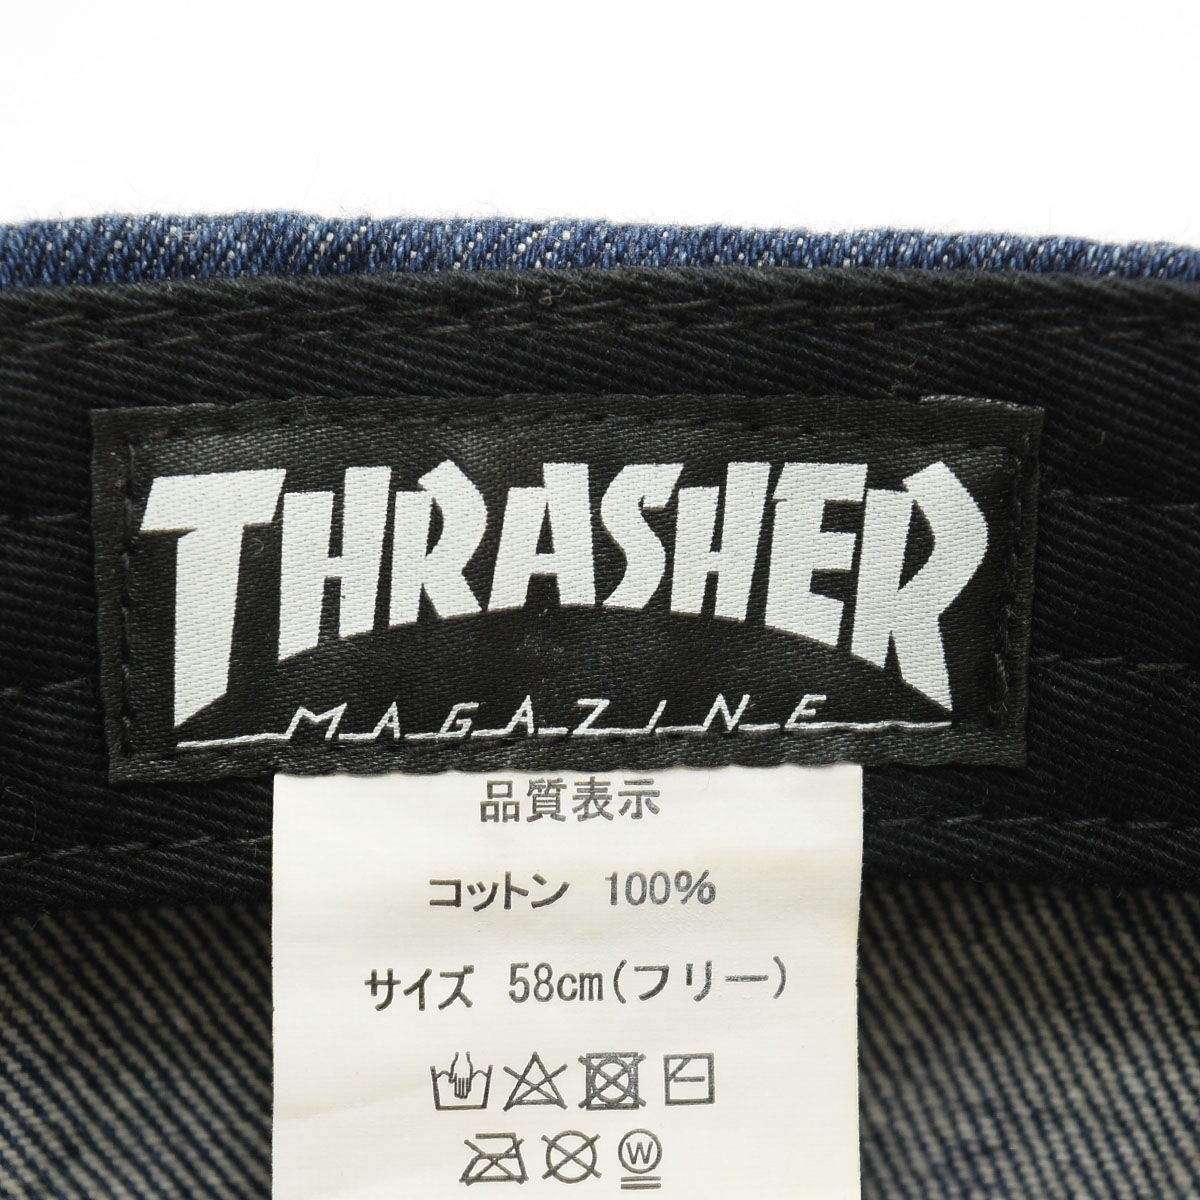 THRASHER
MAGAZINE
品質表示
コットン 100%
サイズ 58cm(フリー)
W